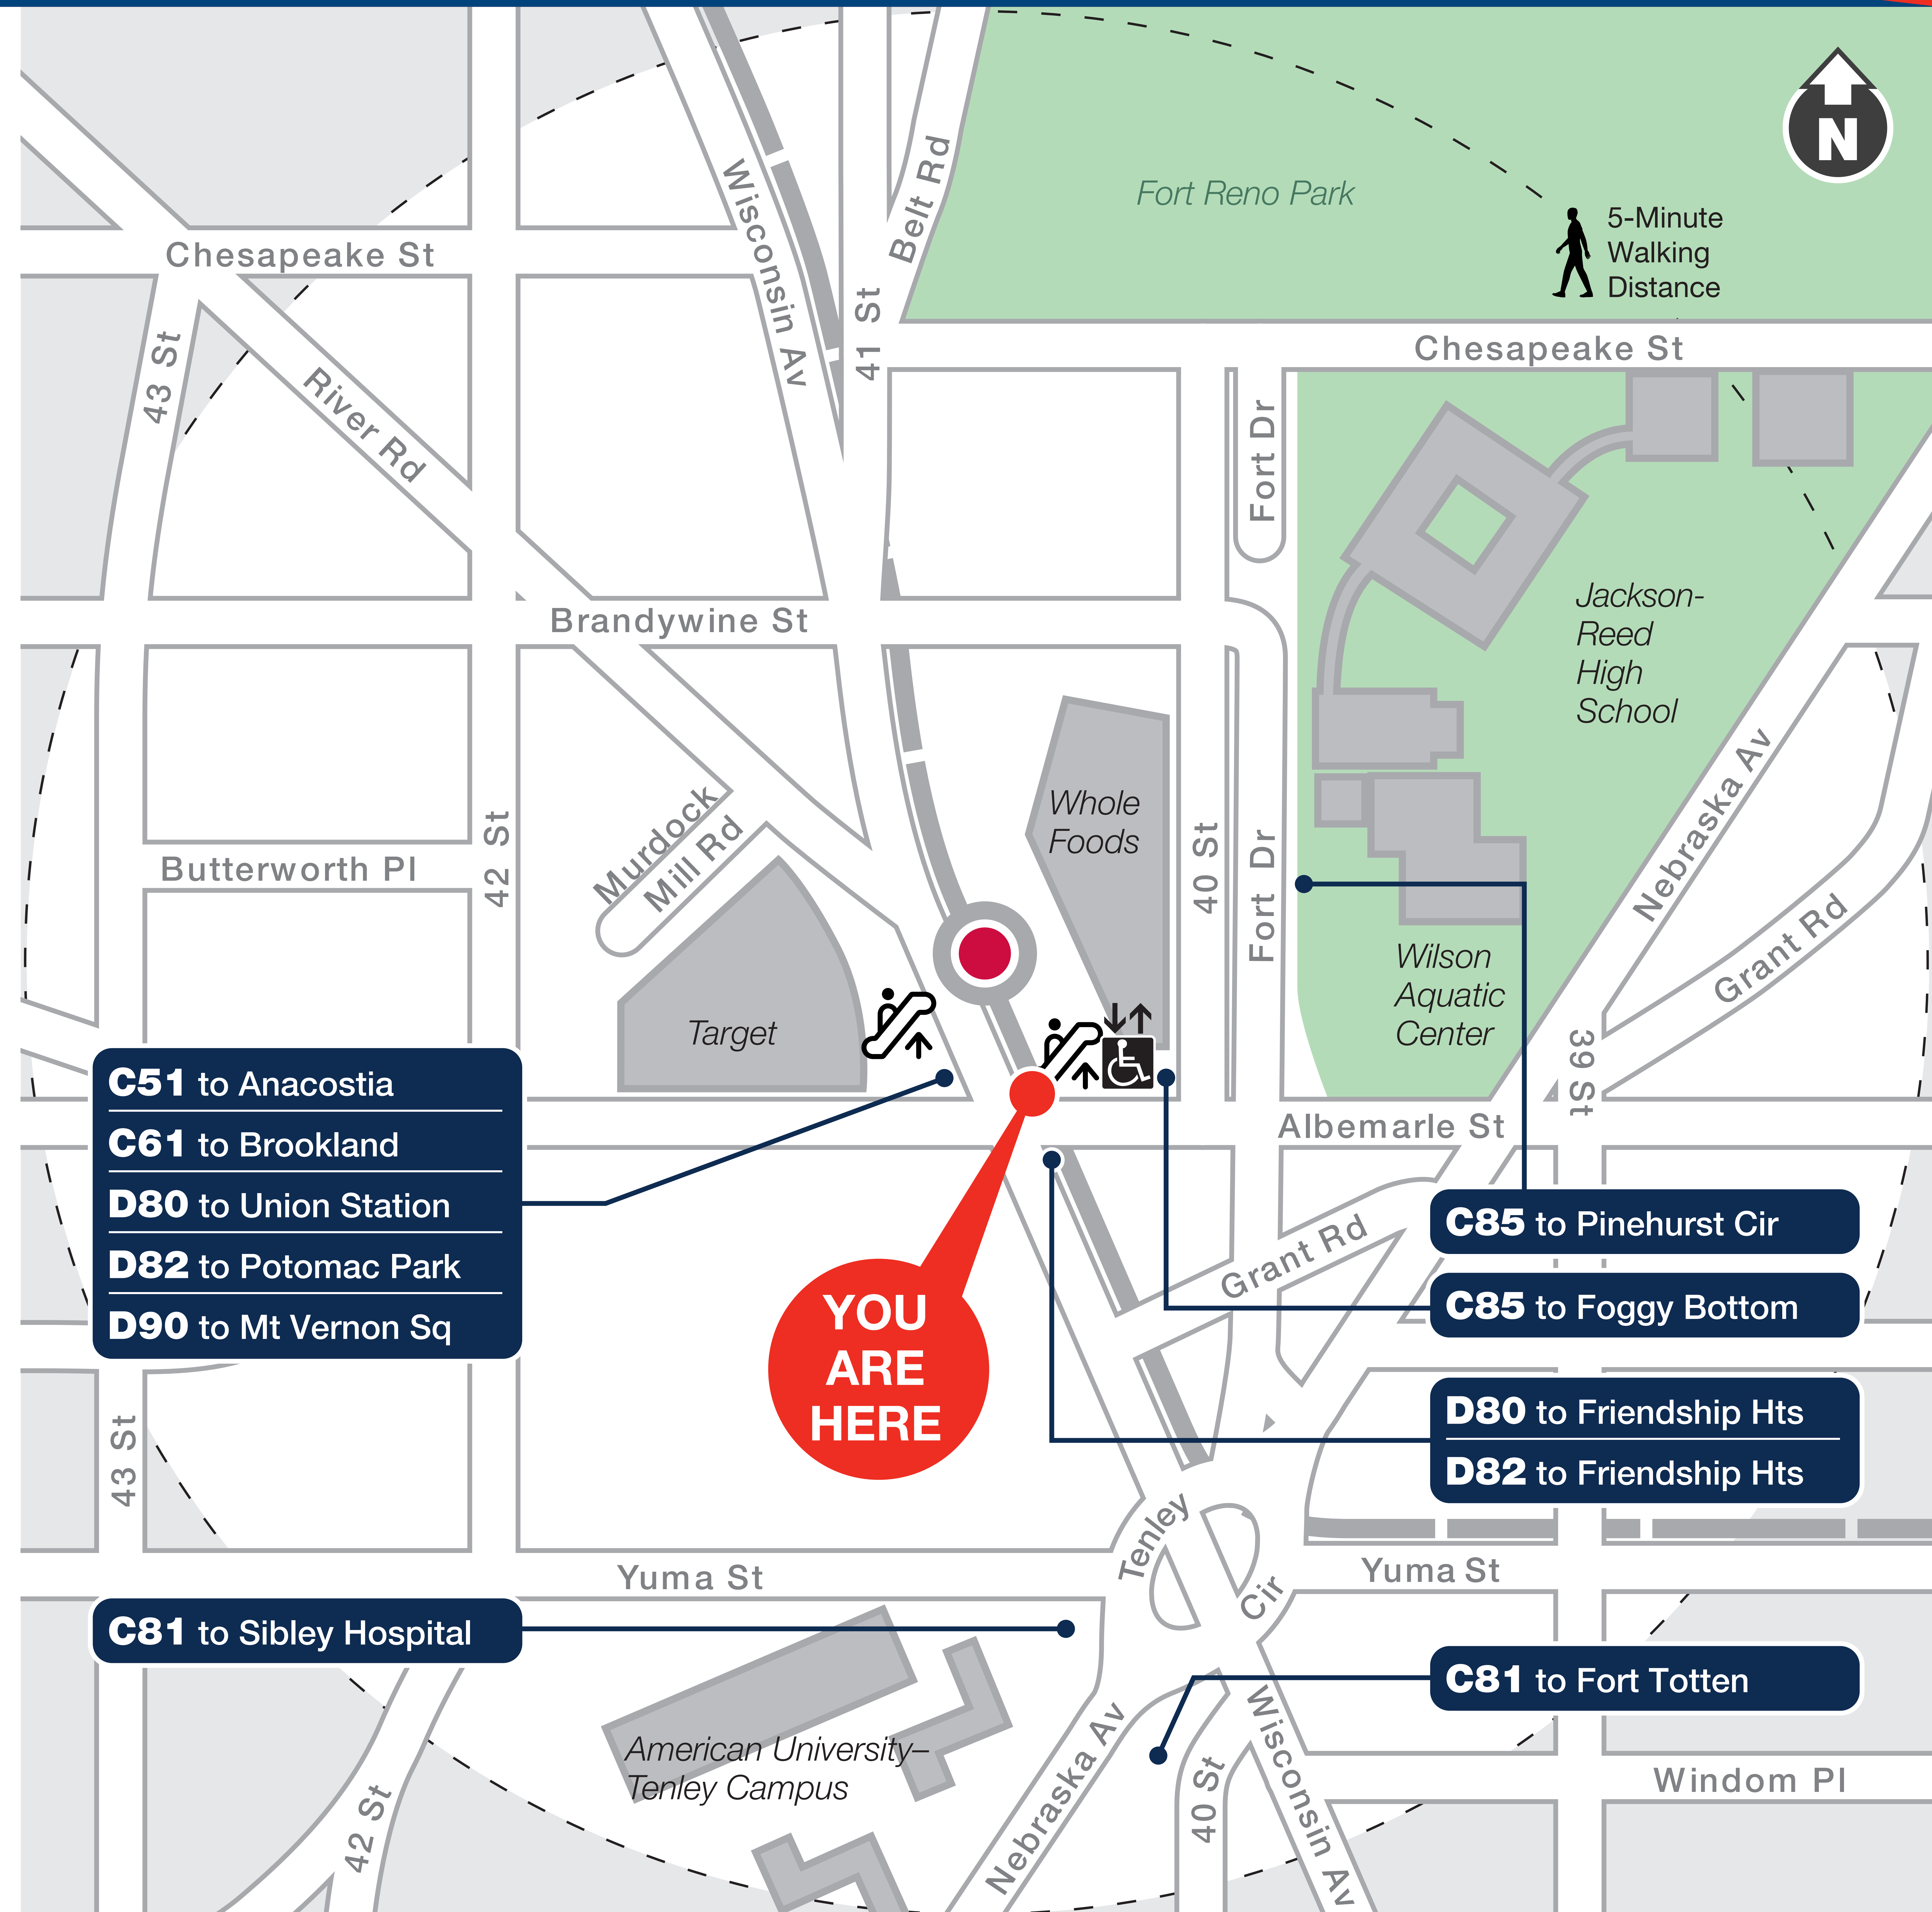 N
Fort Reno Park
5-Minute
Walking
Distance
Wisconsin Av
Belt Rd
Chesapeake St
41 St
Chesapeake St
43 St
River Rd
Fort Dr
Brandywine St
Jackson-
Reed
High
School
Nebraska Av
Whole
Foods
Murdock
Mill Rd
42 St
40 St
Fort Dr
Butterworth Pl
Grant Rd
Wilson
Aquatic
Center
Target
39 St
C51 to Anacostia
C61 to Brookland
D80 to Union Station
D82 to Potomac Park
D90 to Mt Vernon Sq
Albemarle St
C85 to Pinehurst Cir
Grant Rd
C85 to Foggy Bottom
YOU
ARE
HERE
D80 to Friendship Hts
D82 to Friendship Hts
43 St
Tenley
Cir
Yuma St
Yuma St
C81 to Sibley Hospital
C81 to Fort Totten
American University–
Tenley Campus
Nebraska Av
40 St
Wisconsin Av
Windom Pl
42 St